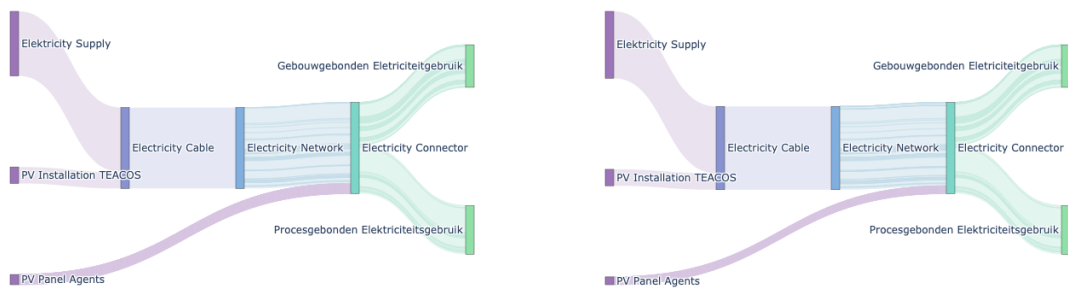 Elektricity Supply
Gebouwgebonden Eletriciteitgebruik
Electricity Cable
Electricity Network
Electricity Connector
PV Installation TEACOS
Procesgebonden Elektriciteitsgebruik
PV Panel Agents
Elektricity Supply
Gebouwgebonden Eletriciteitgebruik
Electricity Cable
Electricity Network
Electricity Connector
PV Installation TEACOS
Procesgebonden Elektriciteitsgebruik
PV Panel Agents